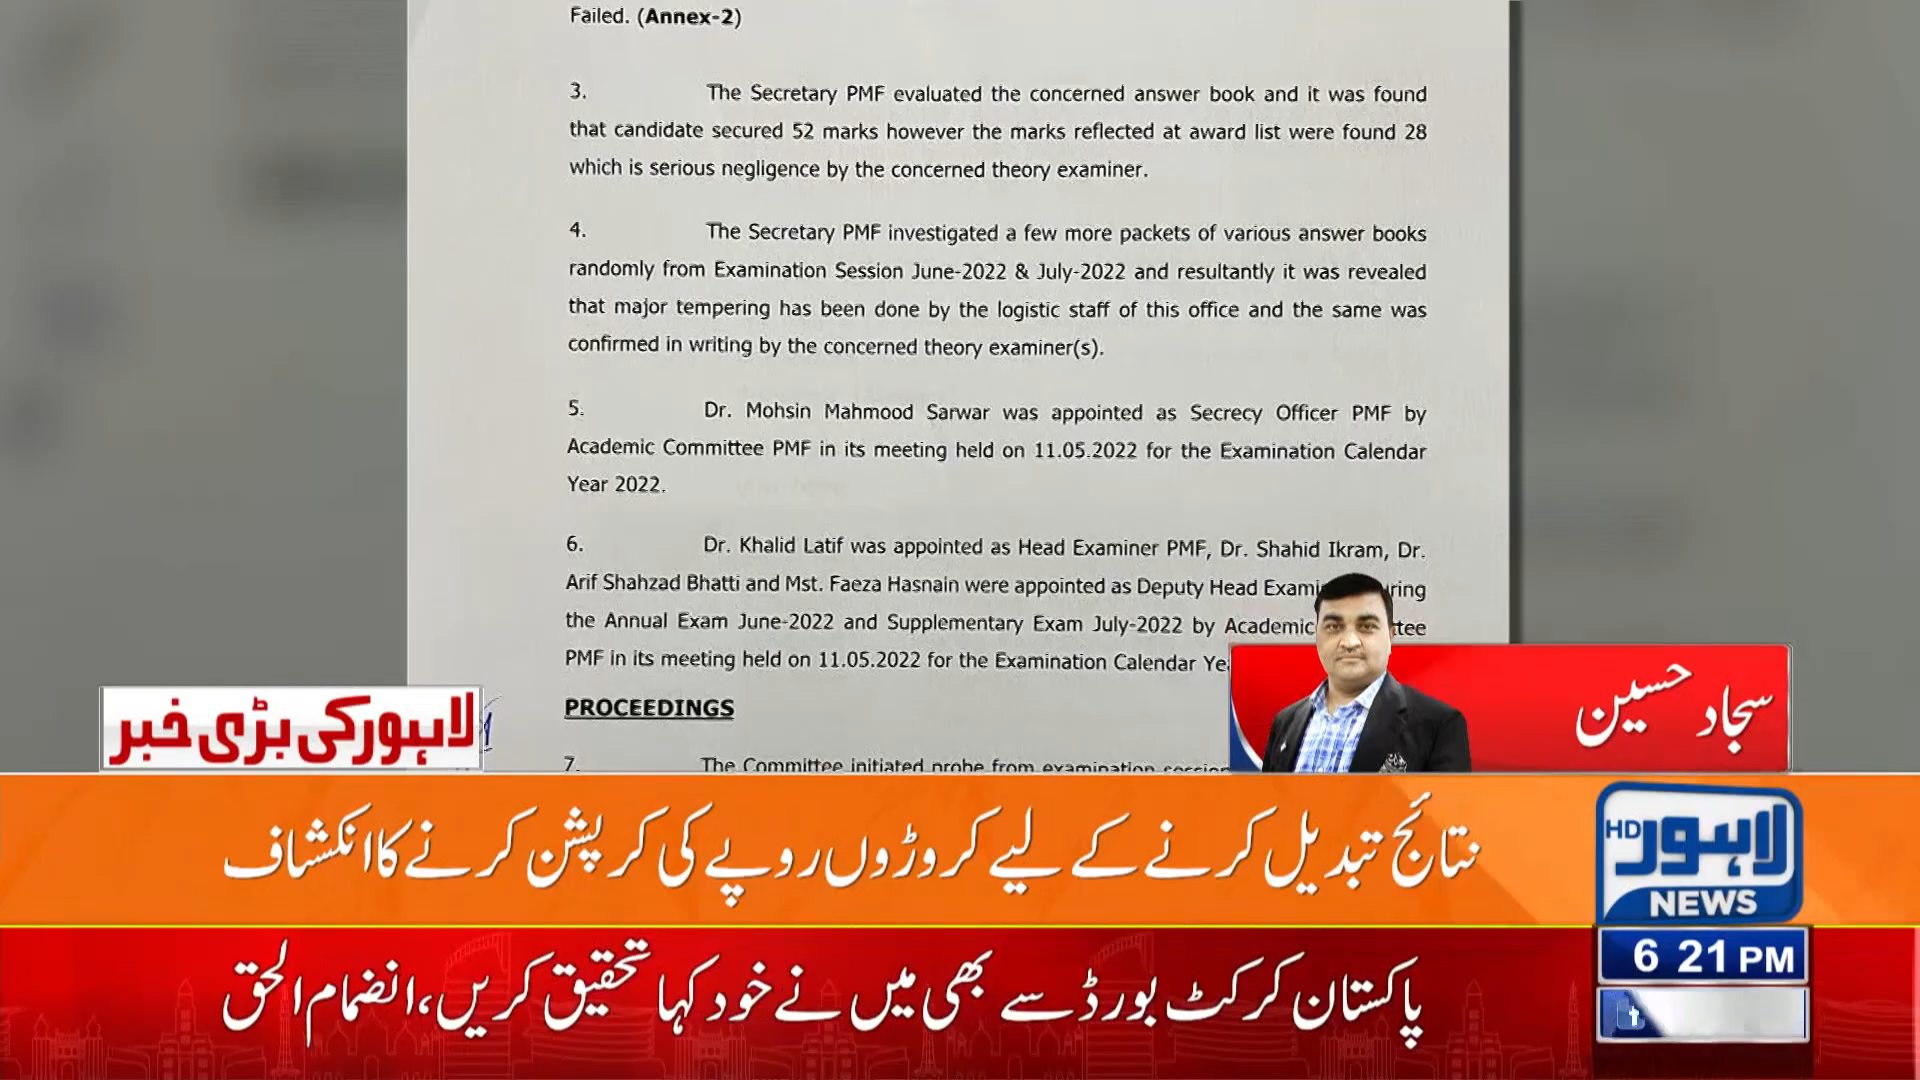 Failed. (Annex-2)
3. The Secretary PMF evaluated the concerned answer book and it was found
that candidate secured 52 marks however the marks reflected at award list were found 28
which is serious negligence by the concerned theory examiner.
4. The Secretary PMF investigated a few more packets of various answer books
randomly from Examination Session June-2022 & July-2022 and resultantly it was revealed
that major tempering has been done by the logistic staff of this office and the same was
confirmed in writing by the concerned theory examiner(s).
5. Dr. Mohsin Mahmood Sarwar was appointed as Secrecy Officer PMF by
Academic Committee PMF in its meeting held on 11.05.2022 for the Examination Calendar
Year 2022.
6. Dr. Khalid Latif was appointed as Head Examiner PMF, Dr. Shahid Ikram, Dr.
Arif Shahzad Bhatti and Mst. Faeza Hasnain were appointed as Deputy Head Exami ring
the Annual Exam June-2022 and Supplementary Exam July-2022 by Academic ttee
PMF in its meeting held on 11.05.2022 for the Examination Calendar Ye
PROCEEDINGS
7. The Committee initiated probe from examination session
سجاد حسین
لاہور کی بڑی خبر
نتائج تبدیل کرنے کے لیے کروڑوں روپے کی کرپشن کرنے کا انکشاف
لاہور HD
NEWS
پاکستان کرکٹ بورڈ سے بھی میں نے خود کہا تحقیق کریں، انضمام الحق
6 21 PM